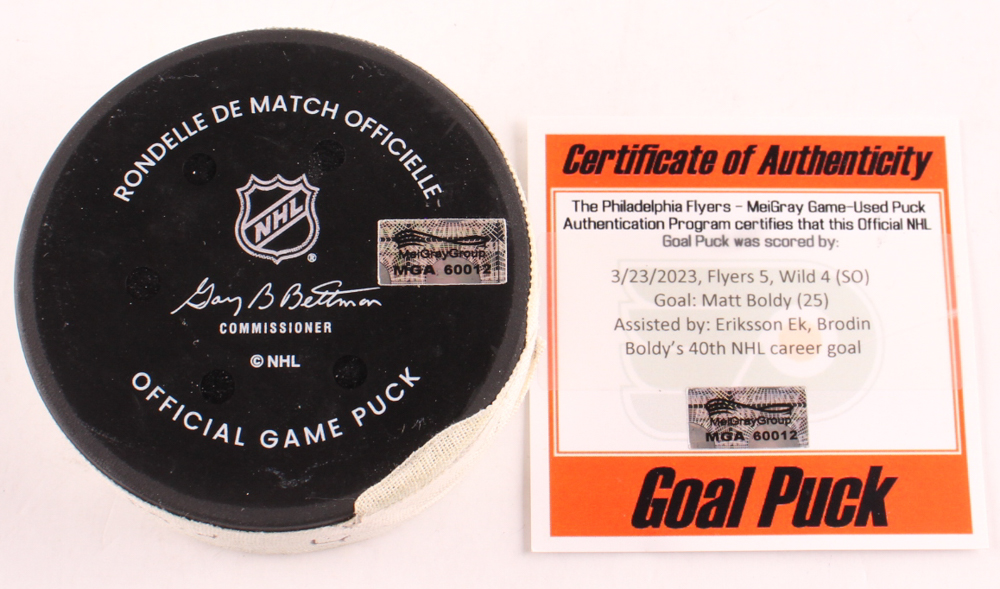 RONDELLE DE MATCH OFFICIELLE
NHL
®
MeiGrayGroup
MGA 60012
Gary B Bettman
COMMISSIONER
© NHL
OFFICIAL GAME PUCK
Certificate of Authenticity
The Philadelphia Flyers - MeiGray Game-Used Puck
Authentication Program certifies that this Official NHL
Goal Puck was scored by:
3/23/2023, Flyers 5, Wild 4 (SO)
Goal: Matt Boldy (25)
Assisted by: Eriksson Ek, Brodin
Boldy's 40th NHL career goal
MeiGrayGroup
MGA 60012
Goal Puck